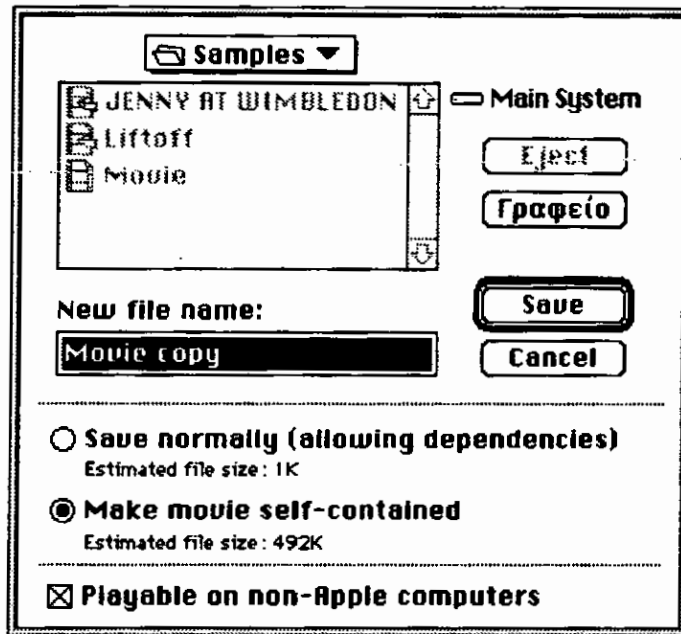 Samples
JENNY AT WIMBLEDON
Liftoff
Movie
Main System
Eject
Γραφείο
New file name:
Movie copy
Save
Cancel
Save normally (allowing dependencies)
Estimated file size: 1K
Make movie self-contained
Estimated file size: 492K
Playable on non-Apple computers